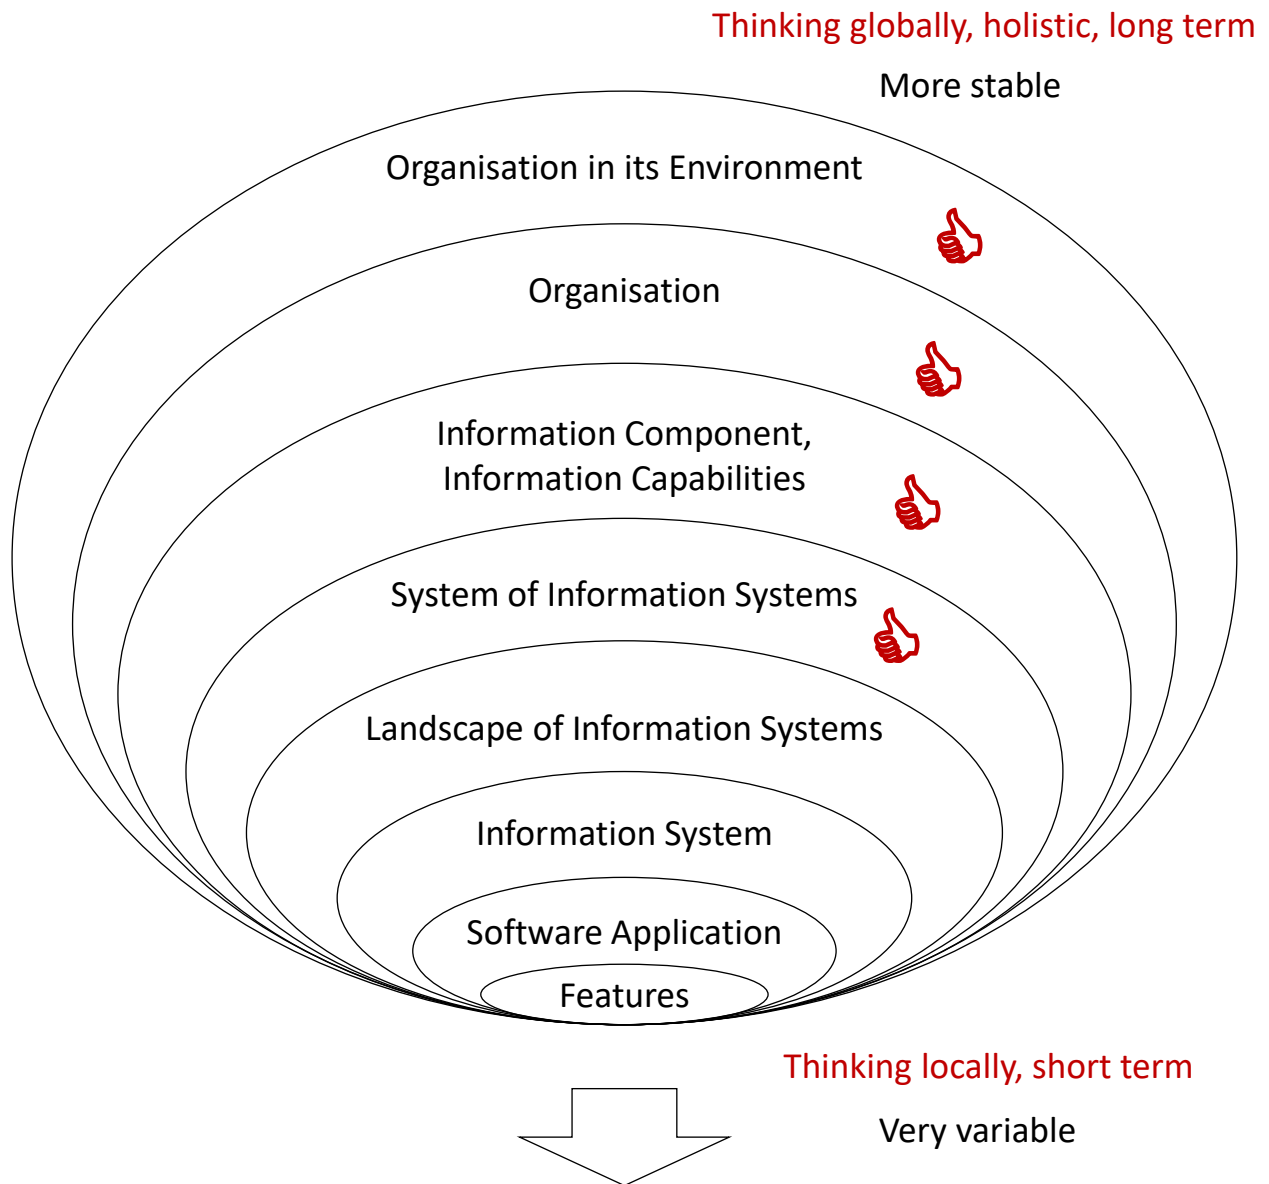 Thinking globally, holistic, long term
More stable
Organisation in its Environment
Organisation
Information Component,
Information Capabilities
System of Information Systems
Landscape of Information Systems
Information System
Software Application
Features
Thinking locally, short term
Very variable